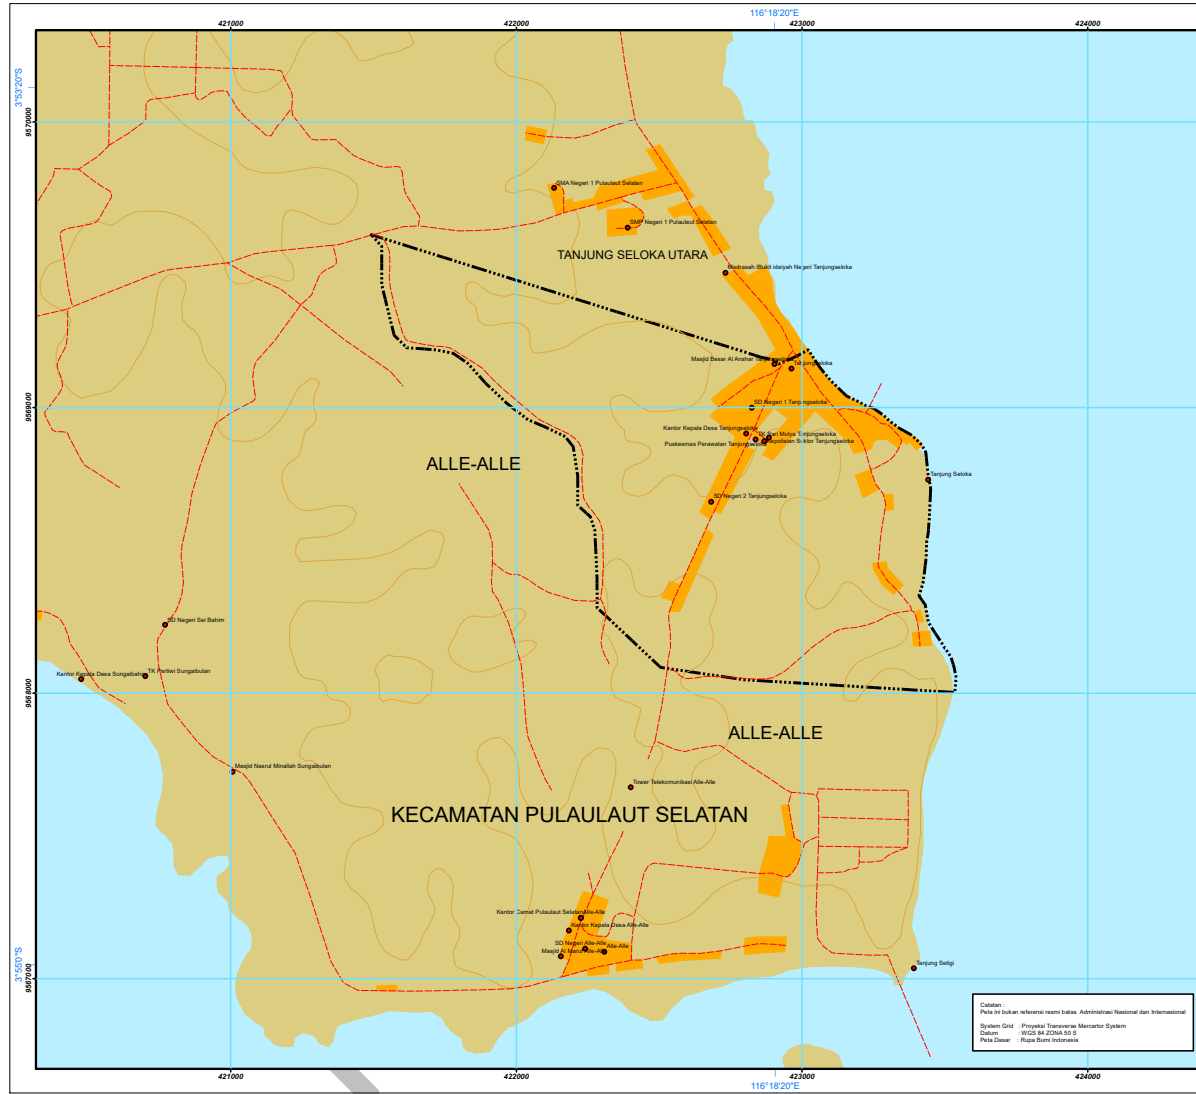 116°18'20"E
421000
422000
423000
424000
3°53'20"S
9570000
SMA Negeri 1 Pulaulaut Selatan
SMP Negeri 1 Pulaulaut Selatan
TANJUNG SELOKA UTARA
Madrasah Negeri Tanjungseloka
Masjid Besar Al Anshar
Tanjungseloka
9569000
SD Negeri 1 Tanjungseloka
Kantor Kepala Desa Tanjungseloka
TK Sari Mulya Tanjungseloka
Puskesmas Perawatan Tanjungseloka
Kepolisian Sektor Tanjungseloka
ALLE-ALLE
Tanjung Seloka
SD Negeri 2 Tanjungseloka
SD Negeri Sei Bahim
TK Pertiwi Sungaibulan
Kantor Kepala Desa
9568000
ALLE-ALLE
Masjid Nasrul Minallah Sungaibulan
Tower Telekomunikasi Alle-Alle
KECAMATAN PULAULAUT SELATAN
Kantor Camat Pulaulaut Selatan Alle-Alle
Kantor Kepala Desa Alle-Alle
SD Negeri Alle-Alle
Masjid Al
Alle-Alle
Tanjung Setigi
3°55'0"S
9567000
Catatan :
Peta ini bukan referensi resmi batas Administrasi Nasional dan Internasional
System Grid : Proyeksi Transverse Mercartor System
Datum : WGS 84 ZONA 50 S
Peta Dasar : Rupa Bumi Indonesia
421000
422000
423000
424000
116°18'20"E